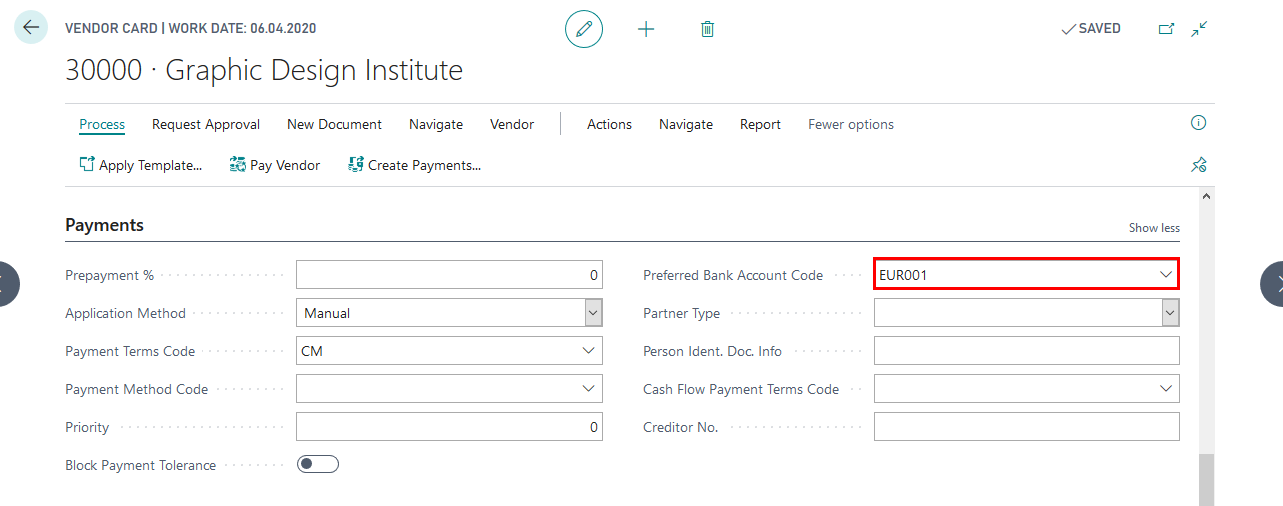 VENDOR CARD | WORK DATE: 06.04.2020
SAVED
30000 · Graphic Design Institute
Process Request Approval New Document Navigate Vendor Actions Navigate Report Fewer options
Apply Template... Pay Vendor Create Payments...
Payments
Show less
Prepayment % 0
Application Method Manual
Payment Terms Code CM
Payment Method Code
Priority 0
Block Payment Tolerance
Preferred Bank Account Code EUR001
Partner Type
Person Ident. Doc. Info
Cash Flow Payment Terms Code
Creditor No.